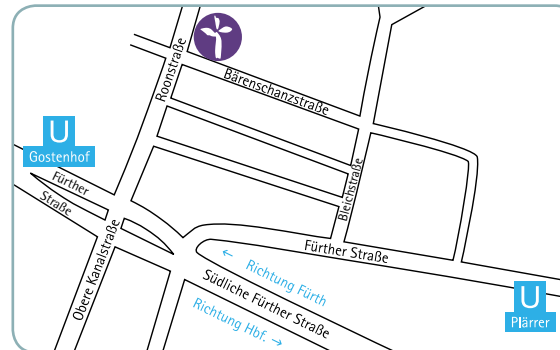 Roonstraße
Bärenschanzstraße
U
Gostenhof
Fürther
Straße
Bleichstraße
Obere Kanalstraße
Fürther Straße
← Richtung Fürth
Südliche Fürther Straße
Richtung Hbf. →
U
Plärrer